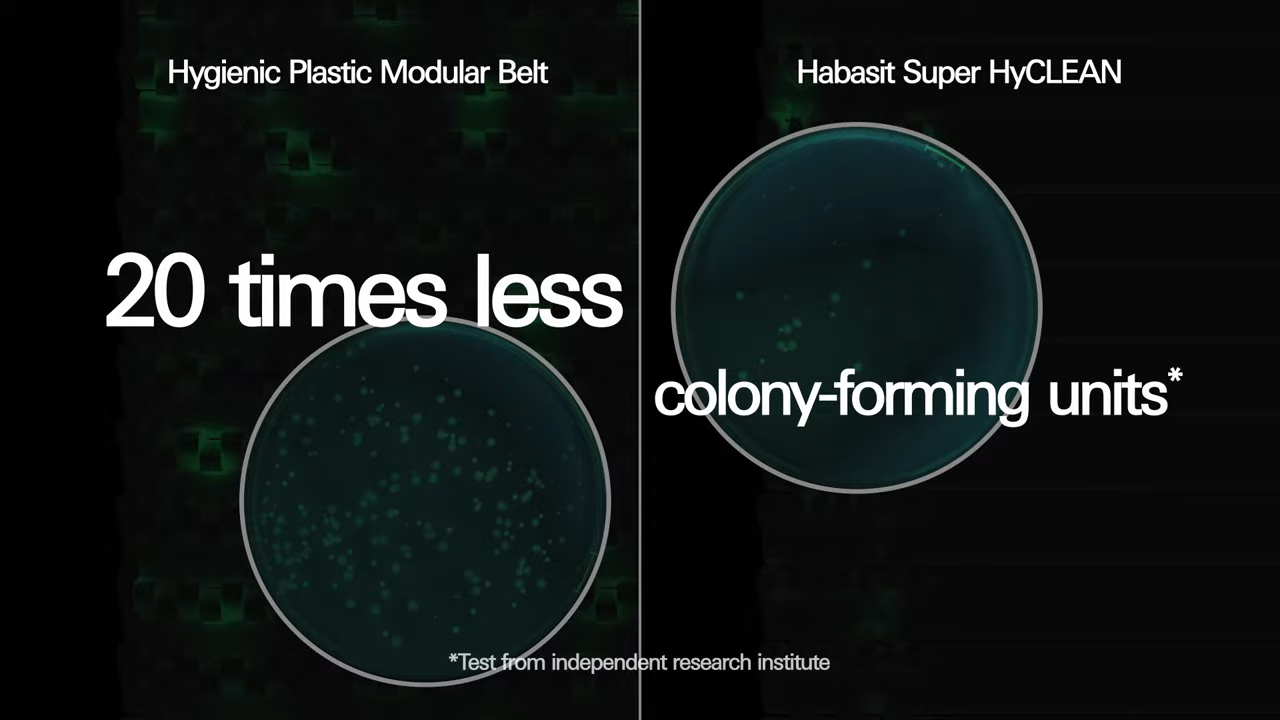 Hygienic Plastic Modular Belt
Habasit Super HyCLEAN
20 times less
colony-forming units*
*Test from independent research institute